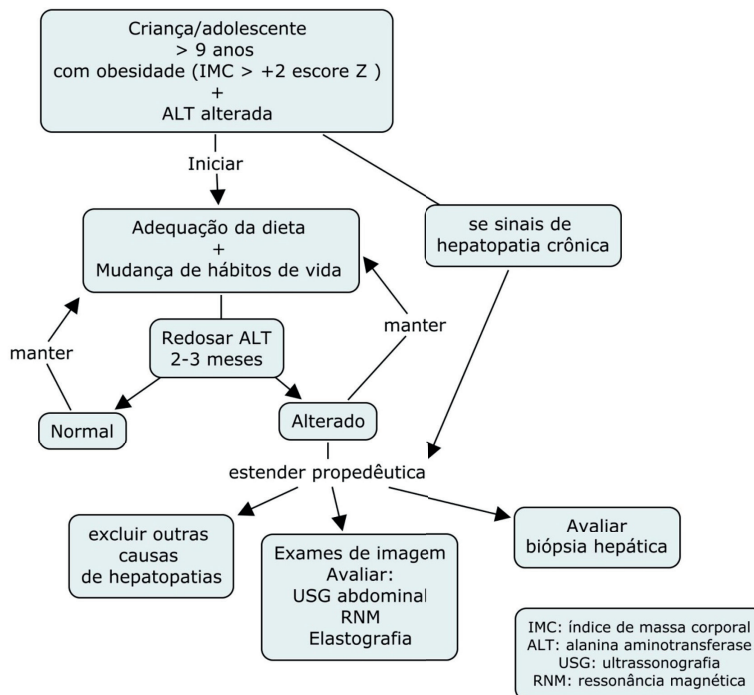 Criança/adolescente
> 9 anos
com obesidade (IMC > +2 escore Z )
+
ALT alterada
Iniciar
Adequação da dieta
+
Mudança de hábitos de vida
se sinais de
hepatopatia crônica
manter
Redosar ALT
2-3 meses
manter
Normal
Alterado
estender propedêutica
excluir outras
causas
de hepatopatias
Exames de imagem
Avaliar:
USG abdominal
RNM
Elastografia
Avaliar
biópsia hepática
IMC: índice de massa corporal
ALT: alanina aminotransferase
USG: ultrassonografia
RNM: ressonância magnética